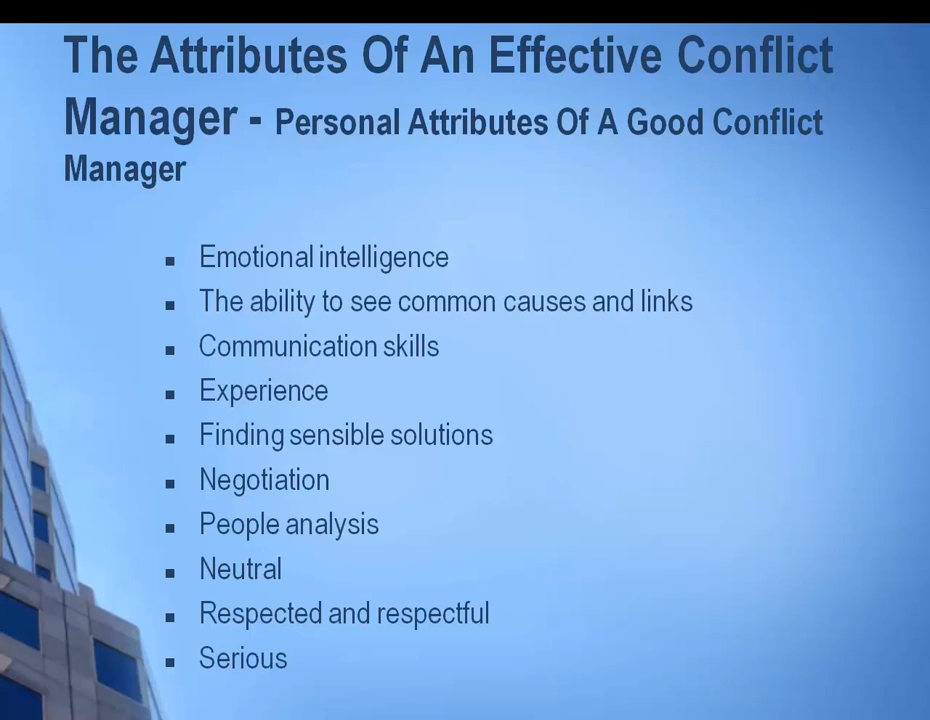 The Attributes Of An Effective Conflict
Manager - Personal Attributes Of A Good Conflict
Manager
▪ Emotional intelligence
▪ The ability to see common causes and links
▪ Communication skills
▪ Experience
▪ Finding sensible solutions
▪ Negotiation
▪ People analysis
▪ Neutral
▪ Respected and respectful
▪ Serious